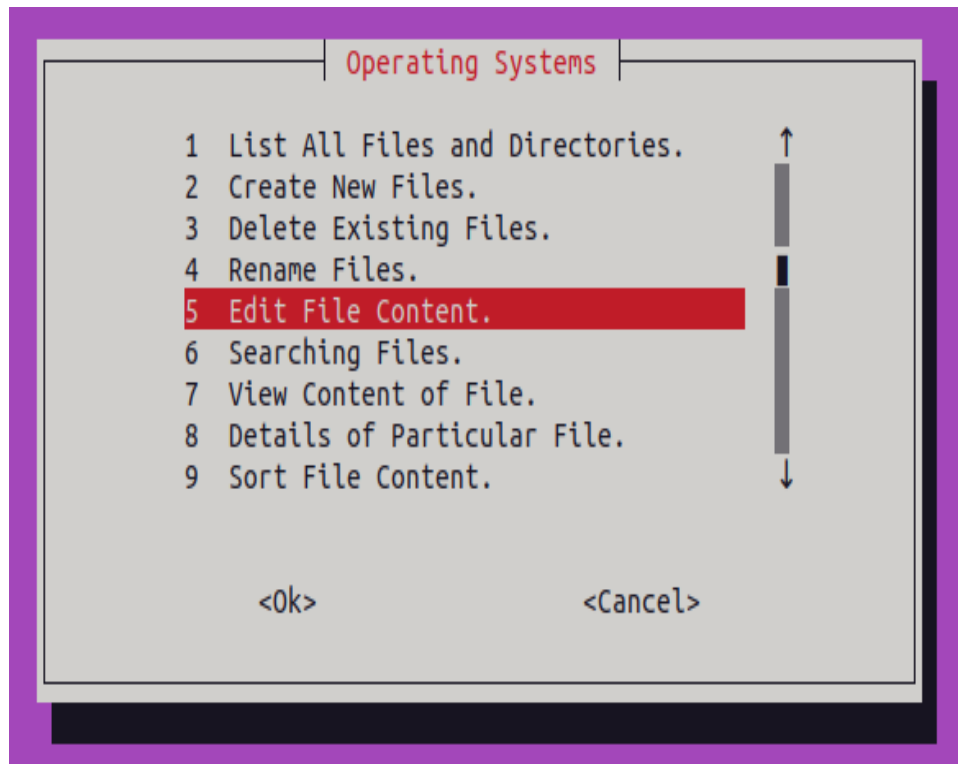 Operating Systems
1 List All Files and Directories.
2 Create New Files.
3 Delete Existing Files.
4 Rename Files.
5 Edit File Content.
6 Searching Files.
7 View Content of File.
8 Details of Particular File.
9 Sort File Content.
<Ok> <Cancel>